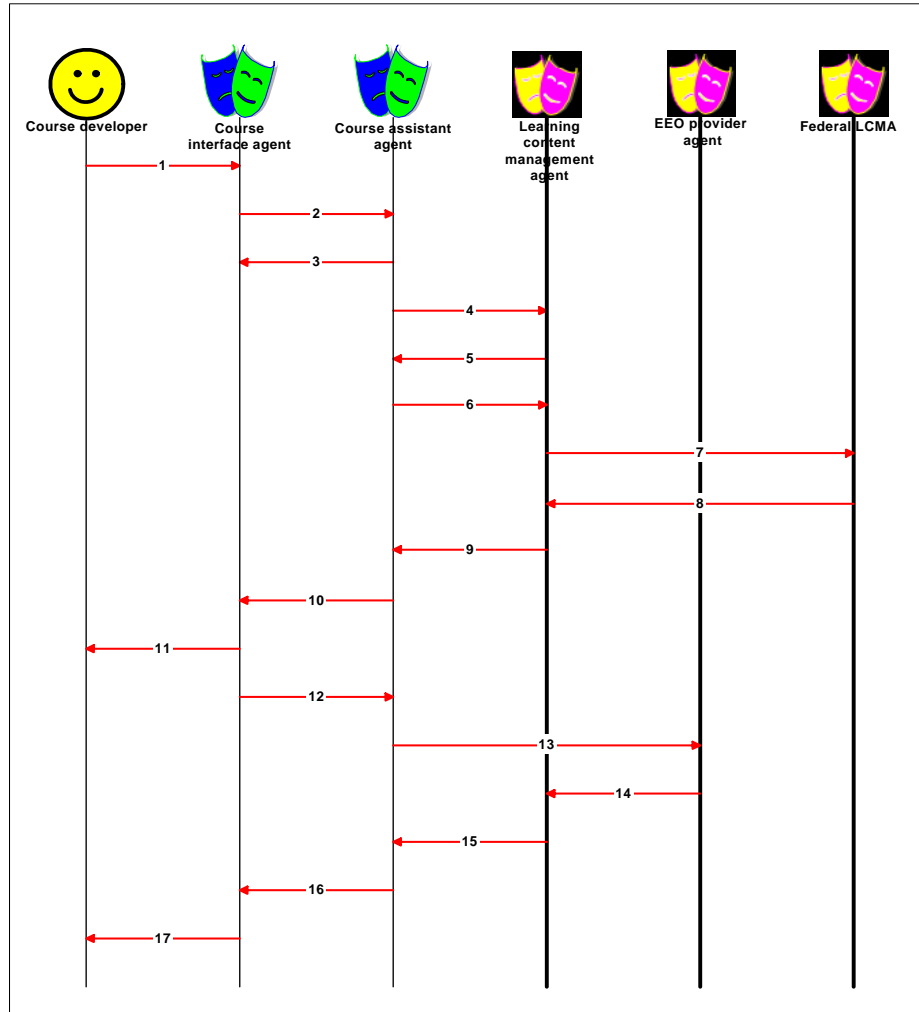 Course developer
Course
interface agent
Course assistant
agent
Learning
content
management
agent
EEO provider
agent
Federal LCMA
1
2
3
4
5
6
7
8
9
10
11
12
13
14
15
16
17